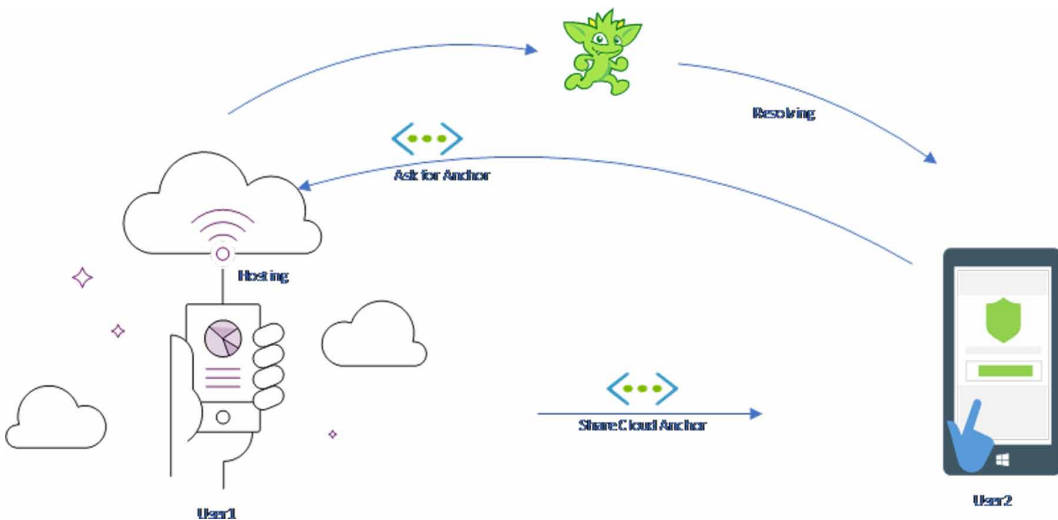 Resolving
Ask for Anchor
Hosting
Share Cloud Anchor
User1
User2